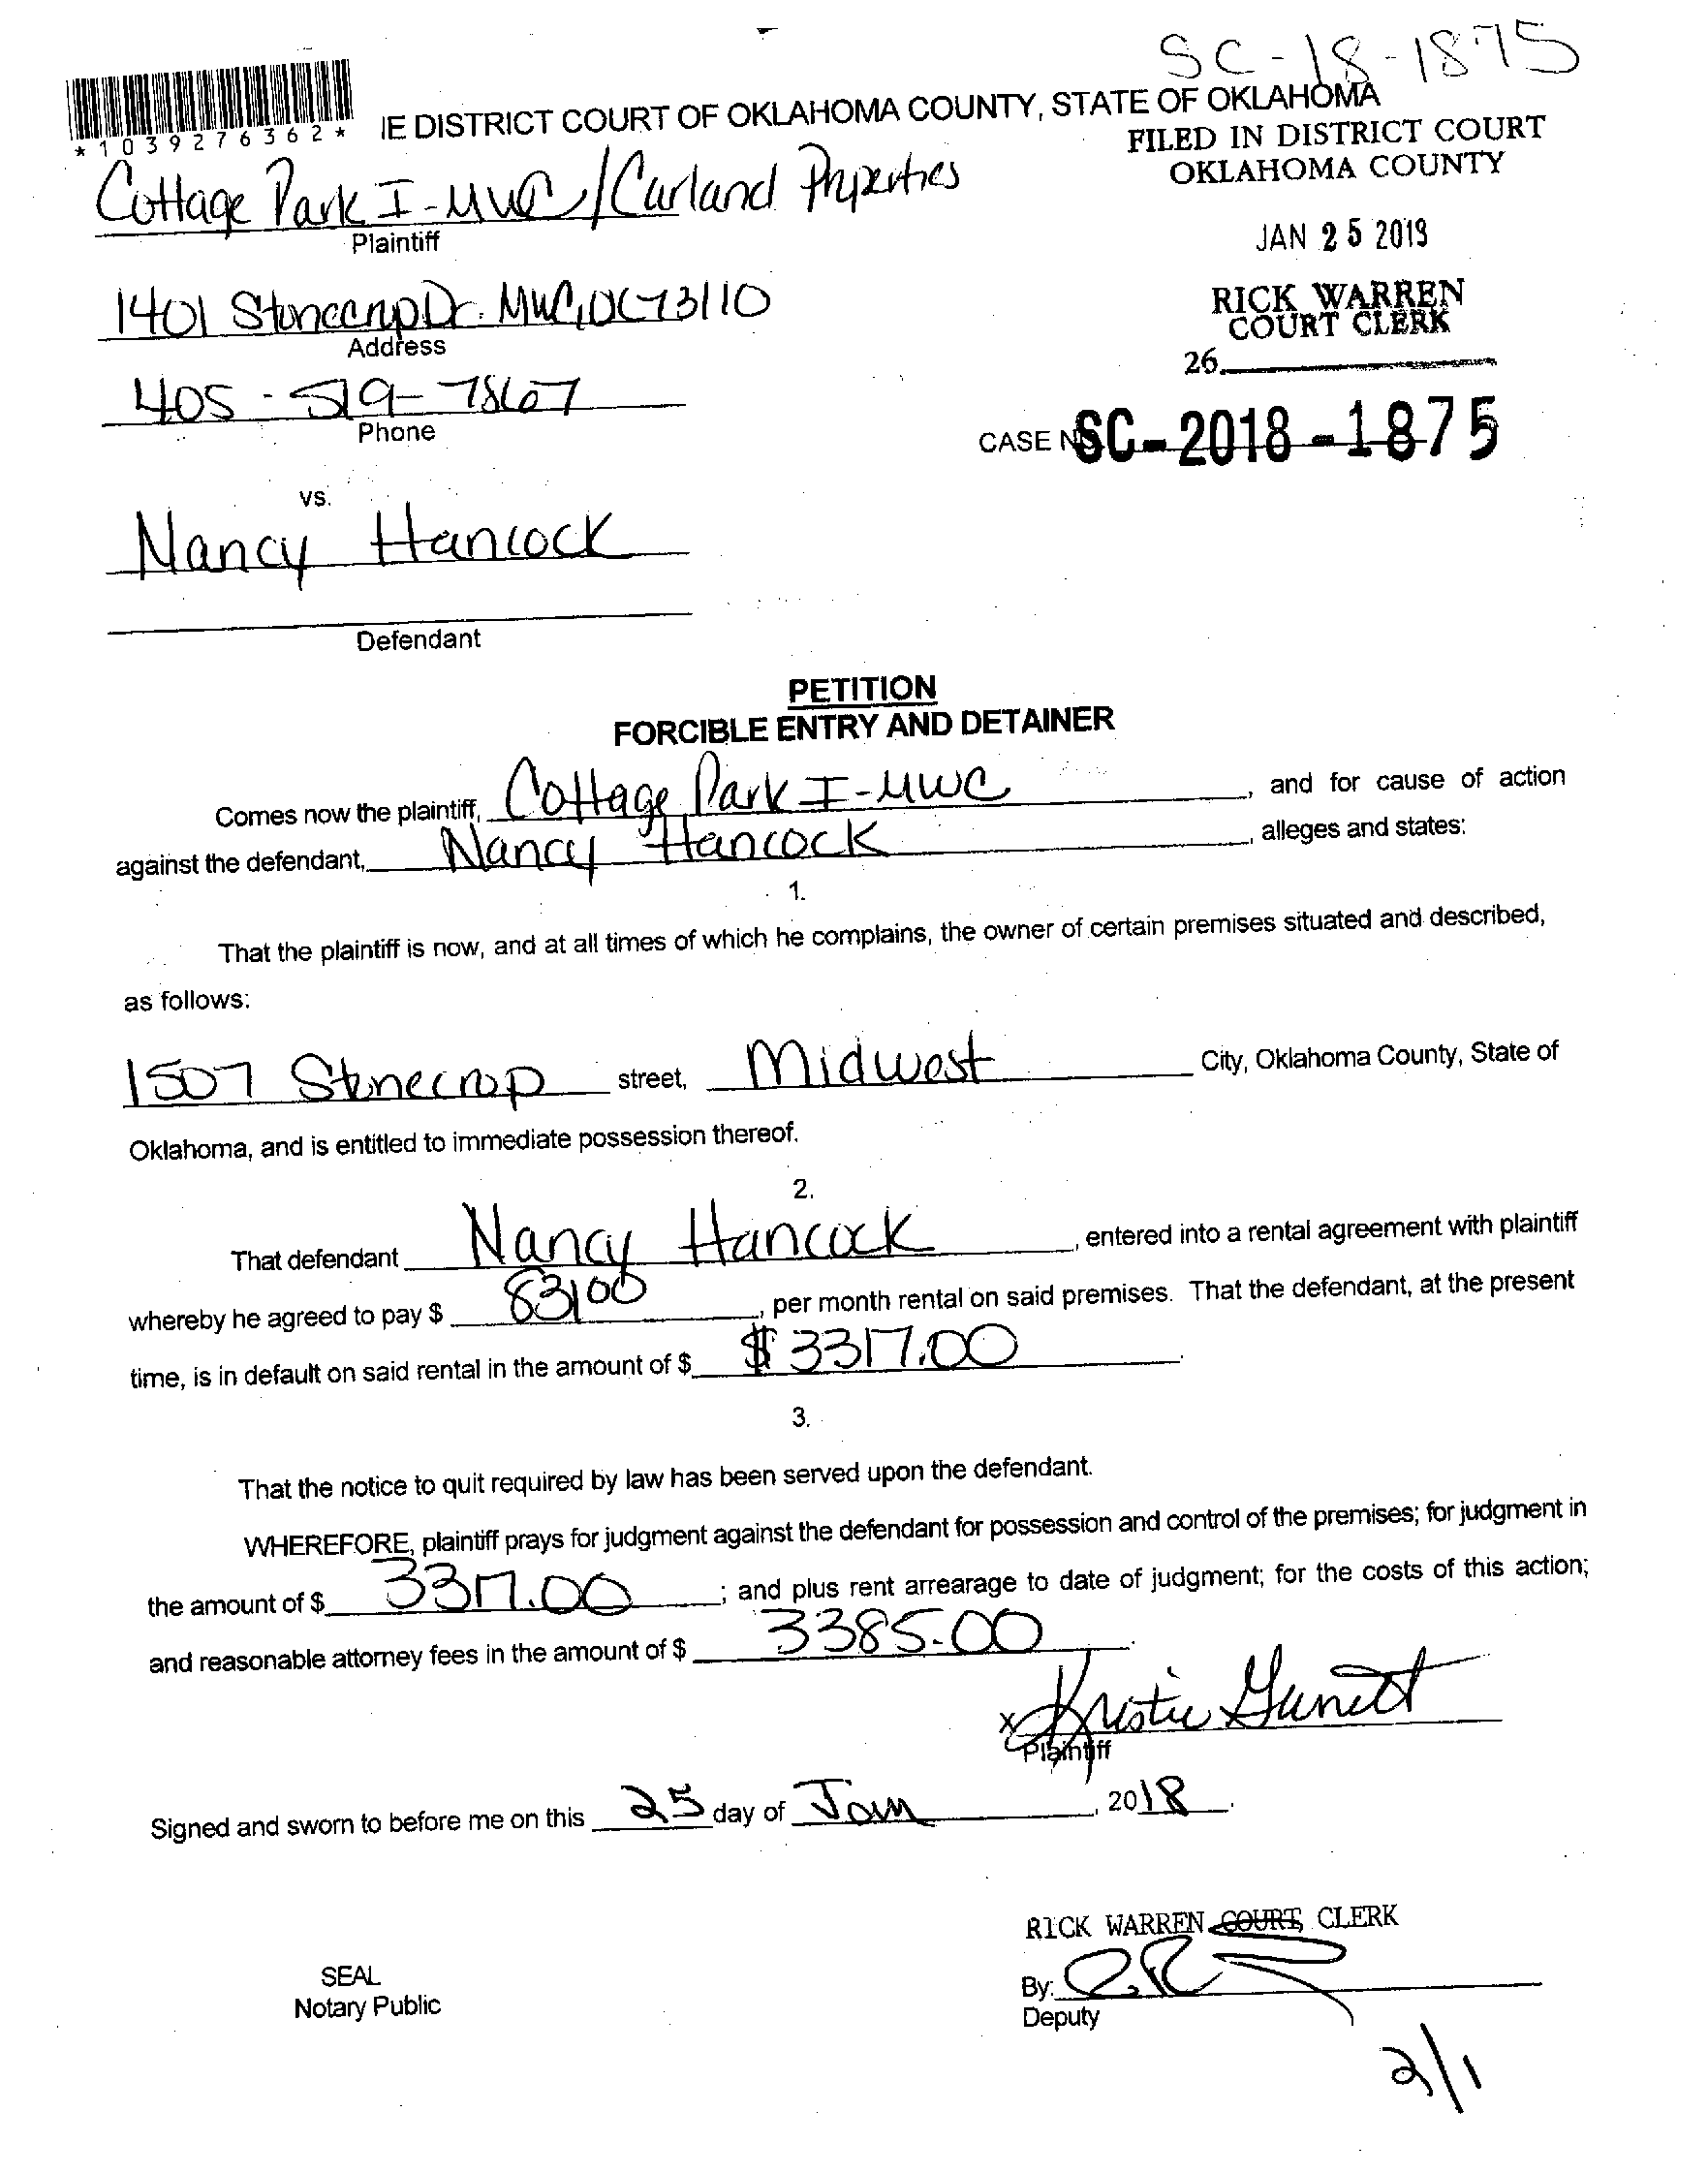 SC-18-1875
*1039276362*
IE DISTRICT COURT OF OKLAHOMA COUNTY, STATE OF OKLAHOMA
FILED IN DISTRICT COURT
OKLAHOMA COUNTY
Cottage Park I-MWC/Carland Properties
Plaintiff
JAN 25 2018
1401 Stonecrop Dr. MWC, OK 73110
Address
RICK WARREN
COURT CLERK
26
405-519-7867
Phone
CASE NO. SC-2018-1875
vs.
Nancy Hancock
Defendant
PETITION
FORCIBLE ENTRY AND DETAINER
Comes now the plaintiff, Cottage Park I-MWC, and for cause of action
against the defendant, Nancy Hancock, alleges and states:
1.
That the plaintiff is now, and at all times of which he complains, the owner of certain premises situated and described,
as follows:
1507 Stonecrop street, Midwest City, Oklahoma County, State of
Oklahoma, and is entitled to immediate possession thereof.
2.
That defendant Nancy Hancock, entered into a rental agreement with plaintiff
whereby he agreed to pay $ 83100, per month rental on said premises. That the defendant, at the present
time, is in default on said rental in the amount of $ $3317.00.
3.
That the notice to quit required by law has been served upon the defendant.
WHEREFORE, plaintiff prays for judgment against the defendant for possession and control of the premises; for judgment in
the amount of $ 3317.00; and plus rent arrearage to date of judgment; for the costs of this action;
and reasonable attorney fees in the amount of $ 3385.00.
x Kristie Garrett
Plaintiff
Signed and sworn to before me on this 25 day of Jan, 2018.
RICK WARREN COURT CLERK
SEAL
Notary Public
By:
Deputy
2/1